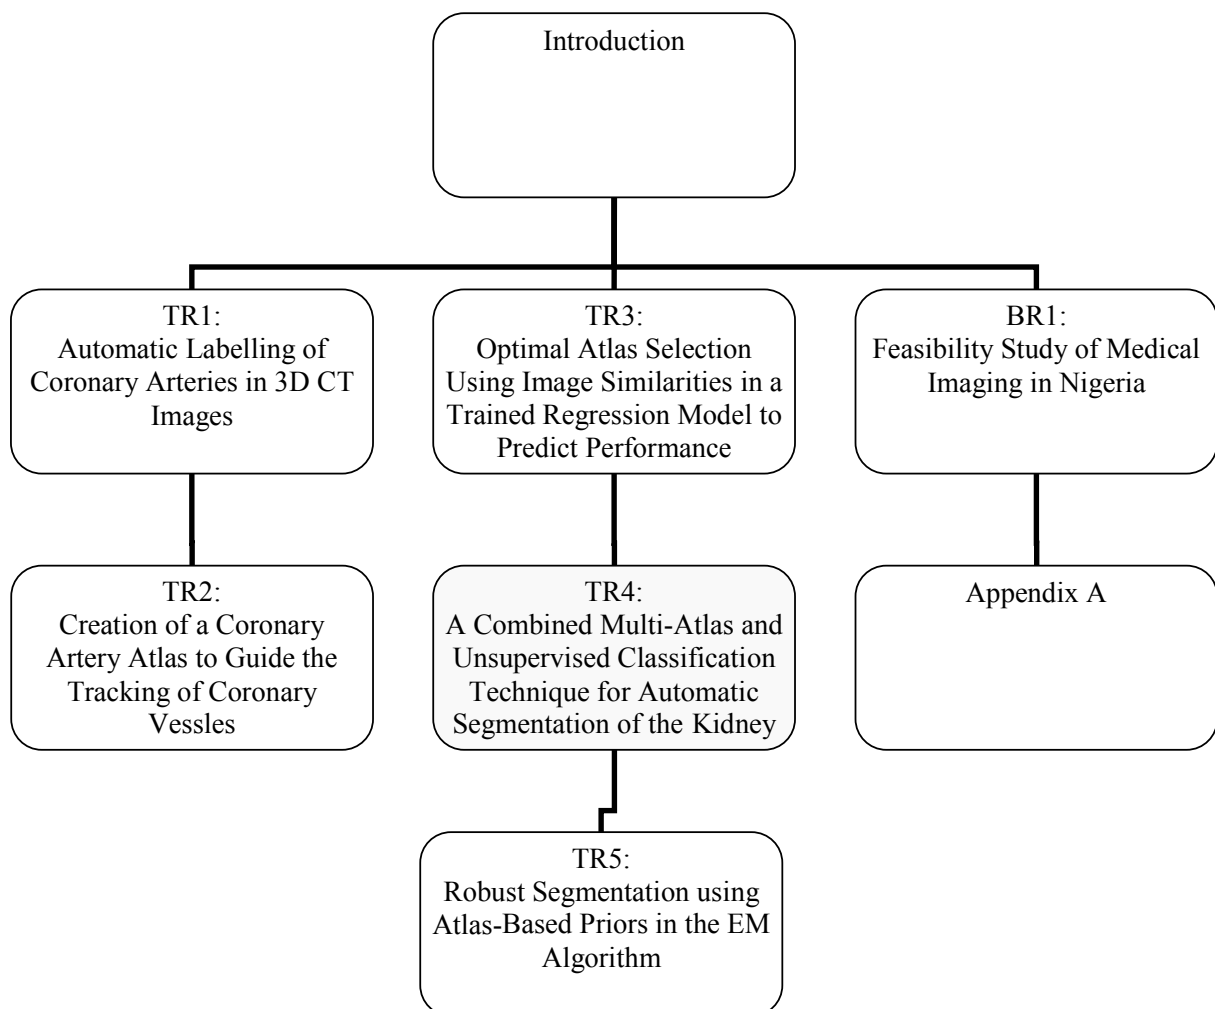 Introduction
TR1:
Automatic Labelling of
Coronary Arteries in 3D CT
Images
TR3:
Optimal Atlas Selection
Using Image Similarities in a
Trained Regression Model to
Predict Performance
BR1:
Feasibility Study of Medical
Imaging in Nigeria
TR2:
Creation of a Coronary
Artery Atlas to Guide the
Tracking of Coronary
Vessles
TR4:
A Combined Multi-Atlas and
Unsupervised Classification
Technique for Automatic
Segmentation of the Kidney
Appendix A
TR5:
Robust Segmentation using
Atlas-Based Priors in the EM
Algorithm